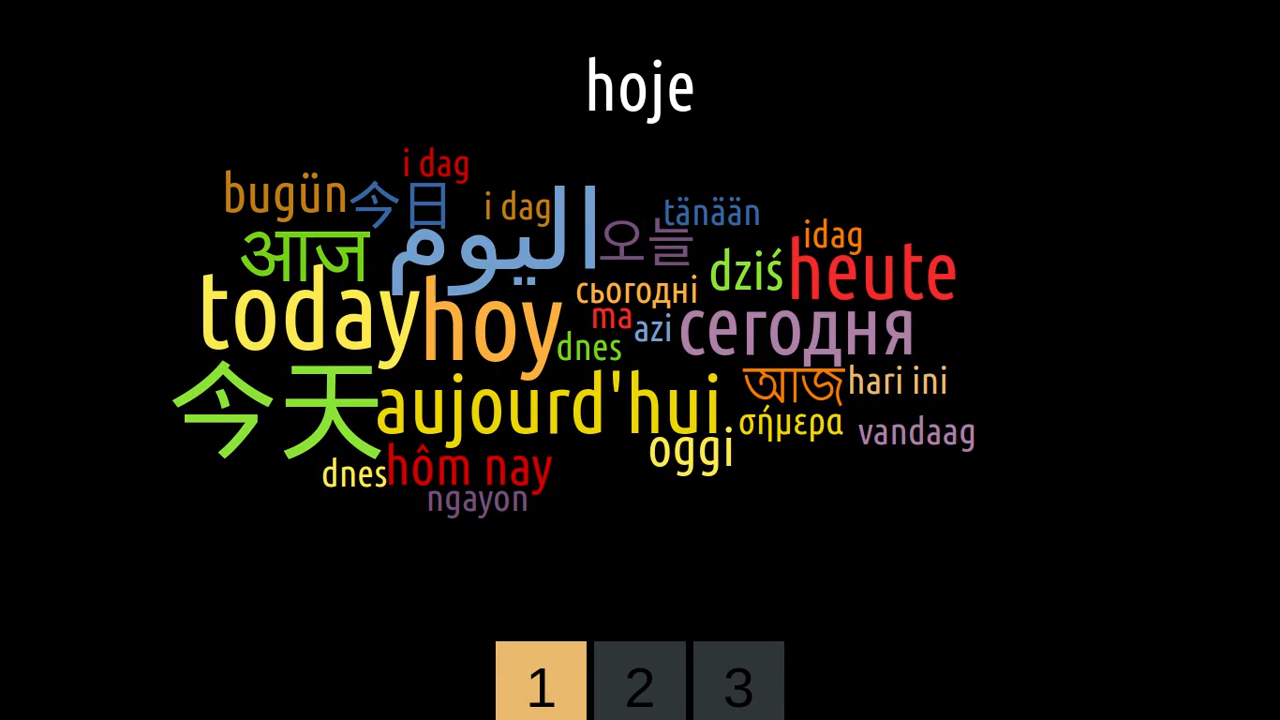 hoje
i dag
bugün
今日
i dag
اليوم
tänään
오늘
idag
आज
dziś
heute
today
hoy
сьогодні
ma
azi
сегодня
dnes
今天
aujourd'hui
আজ
hari ini
σήμερα
vandaag
oggi
dnes
hôm nay
ngayon
1 2 3